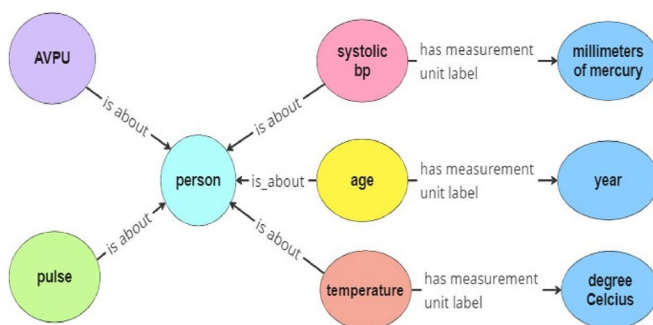 AVPU
is about
person
is about
pulse
systolic
bp
is about
has measurement
unit label
millimeters
of mercury
age
is_about
has measurement
unit label
year
temperature
is about
has measurement
unit label
degree
Celcius